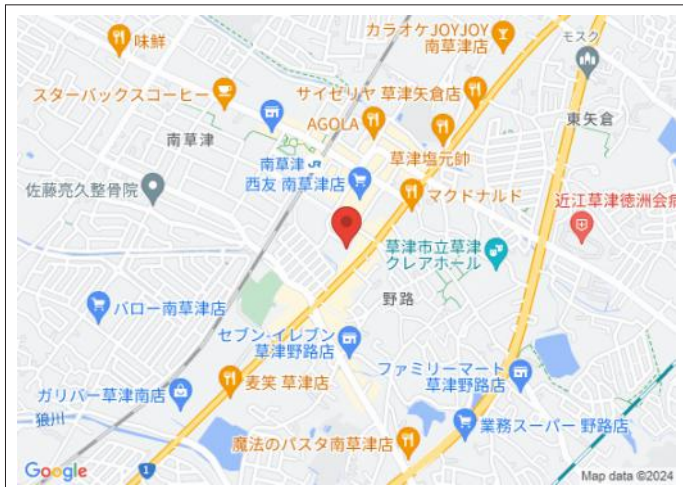 カラオケJOYJOY
南草津店
味鮮
モスク
スターバックスコーヒー
サイゼリヤ 草津矢倉店
AGOLA
東矢倉
南草津
草津塩元帥
南草津 JR
西友 南草津店
佐藤亮久整骨院
マクドナルド
近江草津徳洲会病
草津市立草津
クレアホール
野路
バロー南草津店
セブン-イレブン
草津野路店
ファミリーマート
草津野路店
麦笑 草津店
ガリバー草津南店
狼川
業務スーパー 野路店
魔法のパスタ南草津店
Google
1
Map data ©2024